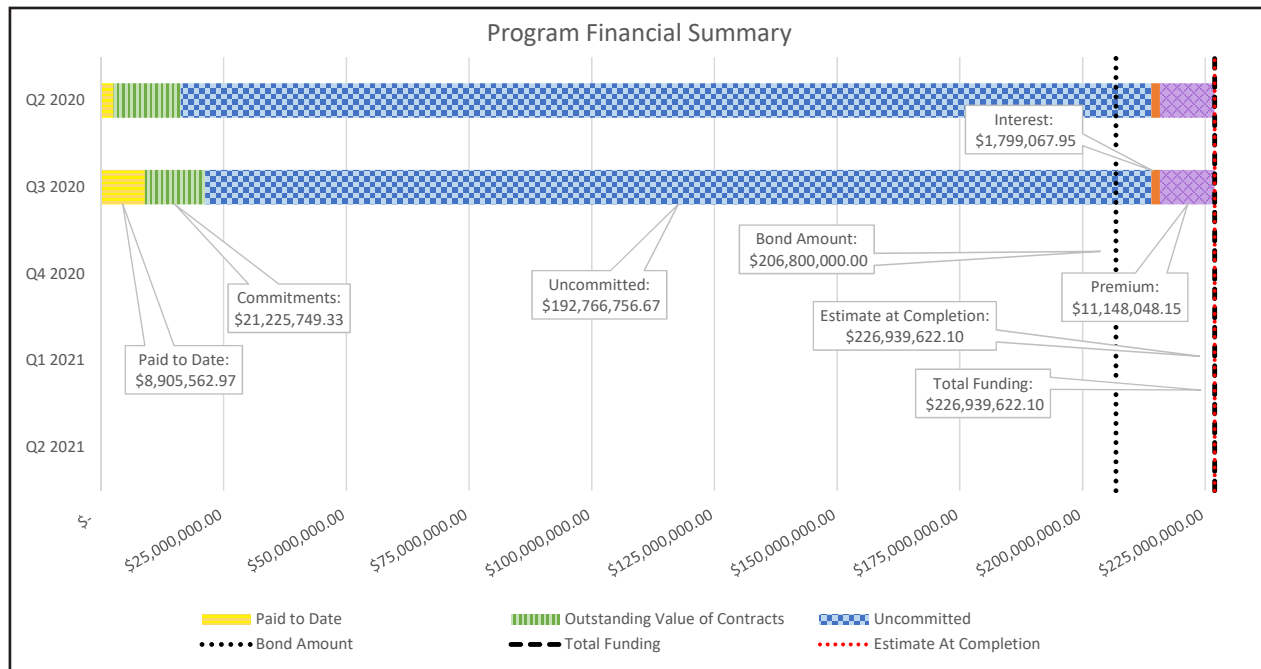 Program Financial Summary
Q2 2020
Interest:
$1,799,067.95
Q3 2020
Bond Amount:
$206,800,000.00
Q4 2020
Commitments:
$21,225,749.33
Uncommitted:
$192,766,756.67
Premium:
$11,148,048.15
Estimate at Completion:
$226,939,622.10
Q1 2021
Paid to Date:
$8,905,562.97
Total Funding:
$226,939,622.10
Q2 2021
$-
$25,000,000.00
$50,000,000.00
$75,000,000.00
$100,000,000.00
$125,000,000.00
$150,000,000.00
$175,000,000.00
$200,000,000.00
$225,000,000.00
Paid to Date
Outstanding Value of Contracts
Uncommitted
Bond Amount
Total Funding
Estimate At Completion